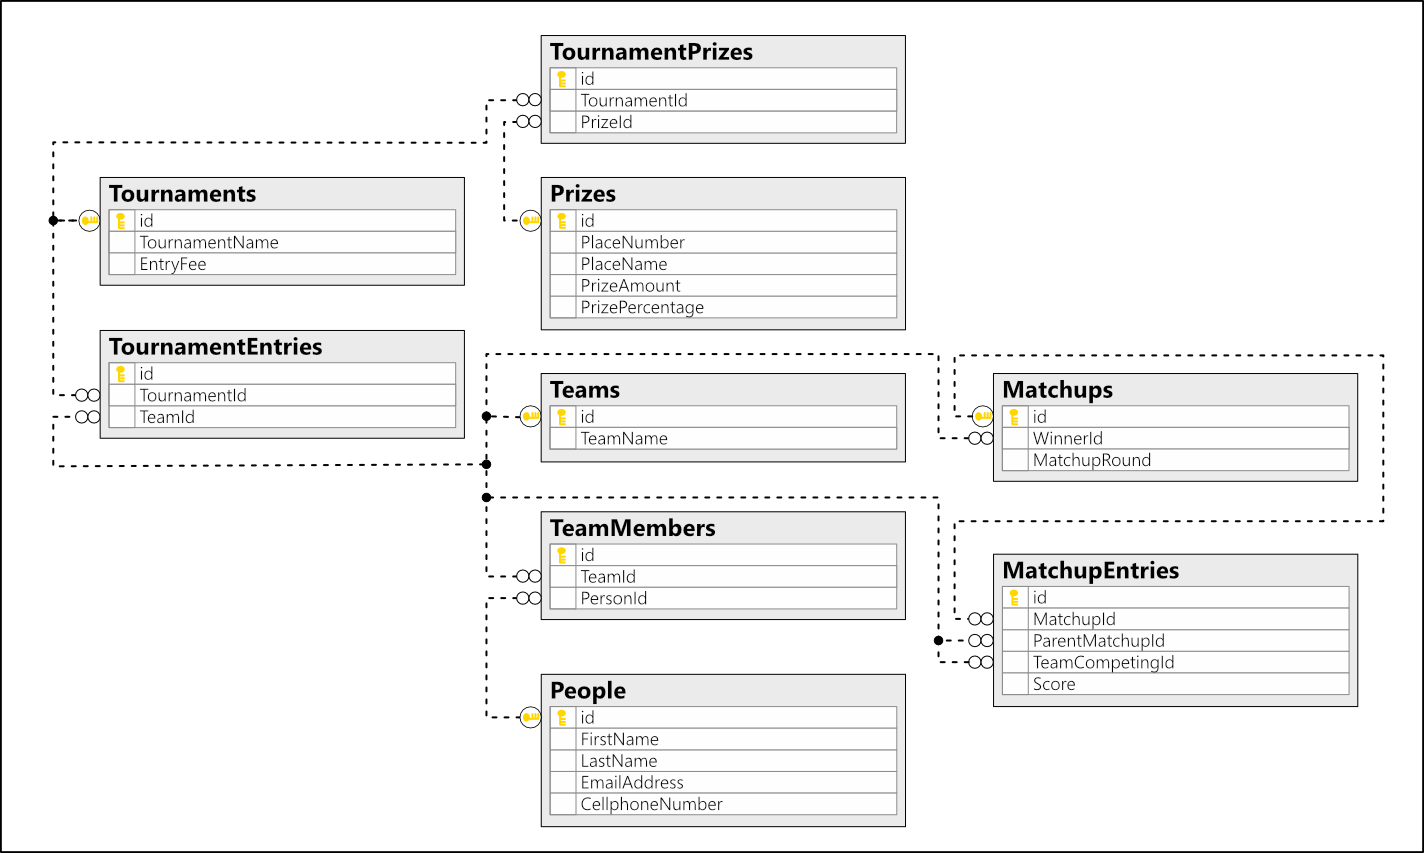 TournamentPrizes
id
TournamentId
PrizeId
Tournaments
id
TournamentName
EntryFee
Prizes
id
PlaceNumber
PlaceName
PrizeAmount
PrizePercentage
TournamentEntries
id
TournamentId
TeamId
Teams
id
TeamName
Matchups
id
WinnerId
MatchupRound
TeamMembers
id
TeamId
PersonId
MatchupEntries
id
MatchupId
ParentMatchupId
TeamCompetingId
Score
People
id
FirstName
LastName
EmailAddress
CellphoneNumber